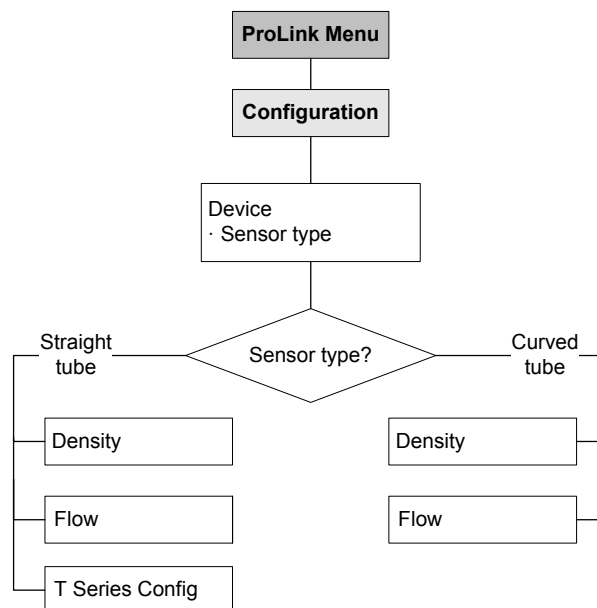 ProLink Menu
Configuration
Device
· Sensor type
Straight
tube
Sensor type?
Curved
tube
Density
Density
Flow
Flow
T Series Config